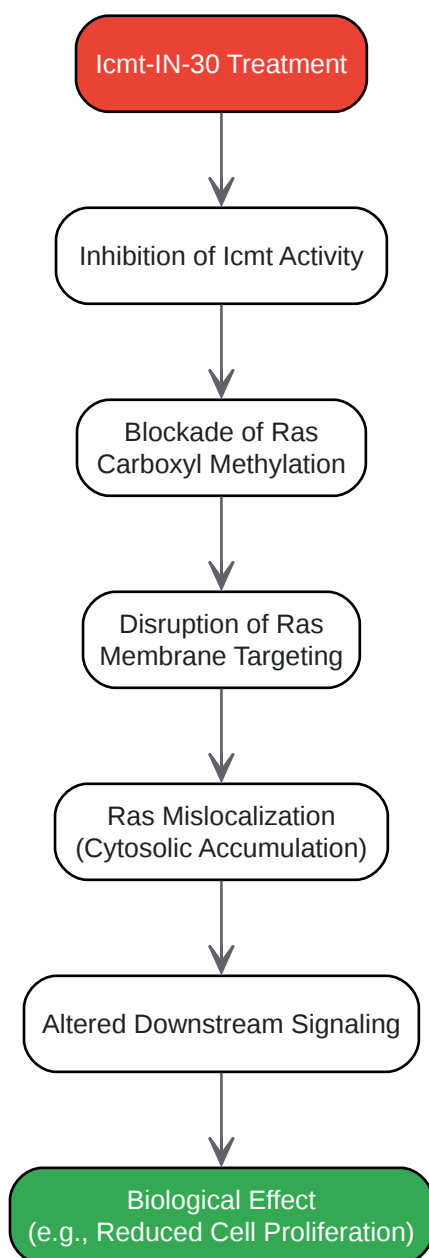 Icmt-IN-30 Treatment
Inhibition of Icmt Activity
Blockade of Ras
Carboxyl Methylation
Disruption of Ras
Membrane Targeting
Ras Mislocalization
(Cytosolic Accumulation)
Altered Downstream Signaling
Biological Effect
(e.g., Reduced Cell Proliferation)